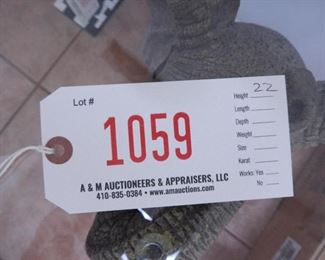 Lot #
1059
Height 22
Length
Depth
Weight
Size
Karat
Works: Yes
No
A & M AUCTIONEERS & APPRAISERS, LLC
410-835-0384 • www.amauctions.com